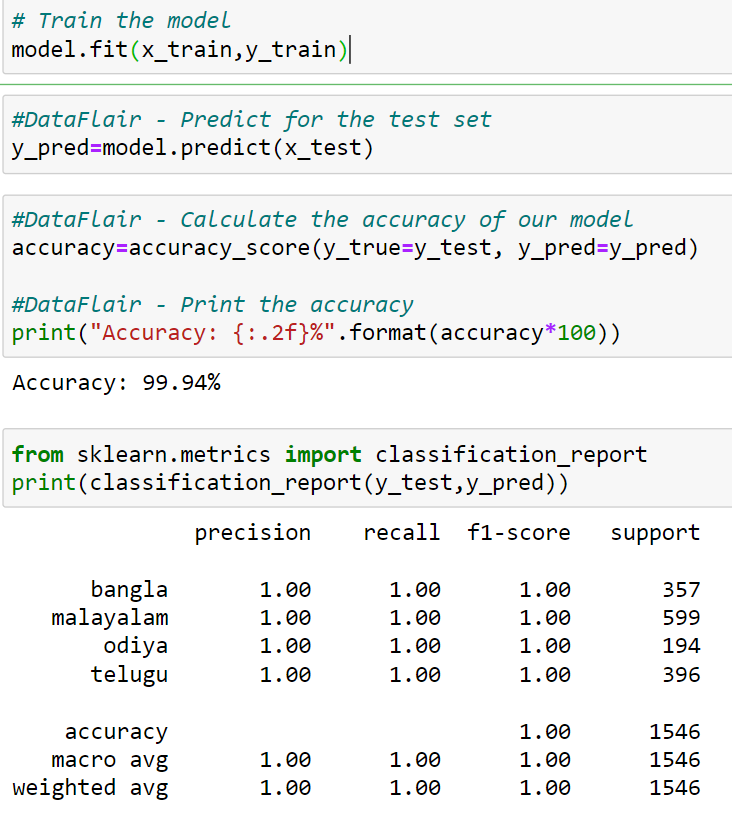 # Train the model
model.fit(x_train,y_train)
#DataFlair - Predict for the test set
y_pred=model.predict(x_test)
#DataFlair - Calculate the accuracy of our model
accuracy=accuracy_score(y_true=y_test, y_pred=y_pred)
#DataFlair - Print the accuracy
print("Accuracy: {:.2f}%".format(accuracy*100))
Accuracy: 99.94%
from sklearn.metrics import classification_report
print(classification_report(y_test,y_pred))
precision recall f1-score support
bangla 1.00 1.00 1.00 357
malayalam 1.00 1.00 1.00 599
odiya 1.00 1.00 1.00 194
telugu 1.00 1.00 1.00 396
accuracy 1.00 1546
macro avg 1.00 1.00 1.00 1546
weighted avg 1.00 1.00 1.00 1546